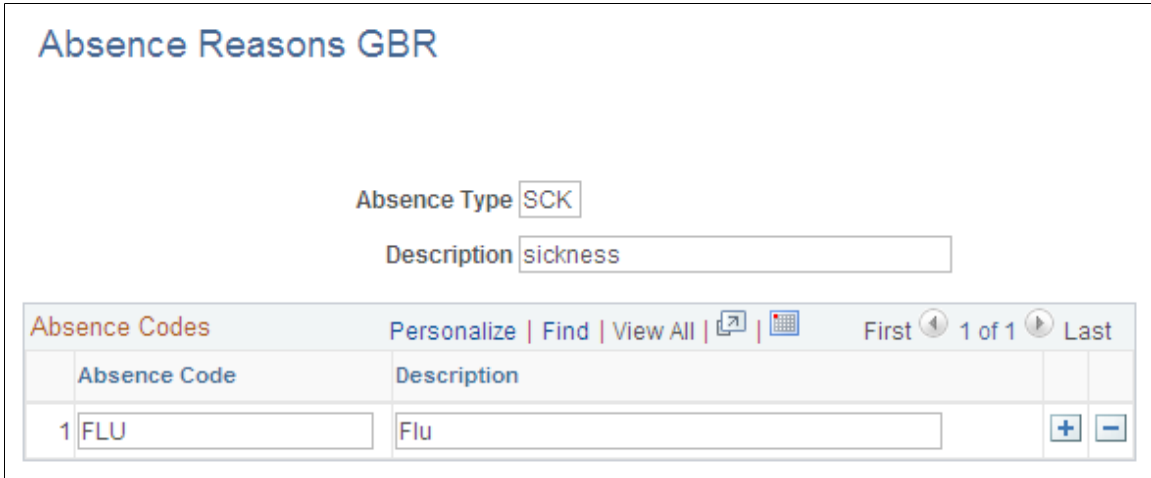 Absence Reasons GBR
Absence Type SCK
Description sickness
Absence Codes Personalize | Find | View All | | First 1 of 1 Last
Absence Code Description
1 FLU Flu